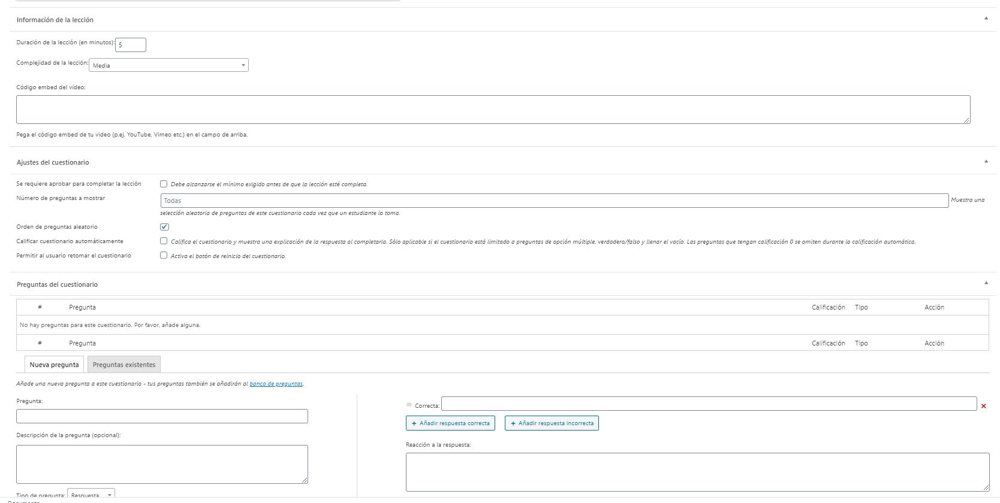 Información de la lección
Duración de la lección (en minutos): 5
Complejidad de la lección: Media
Código embed del vídeo:
Pega el código embed de tu video (p.ej. YouTube, Vimeo etc.) en el campo de arriba.
Ajustes del cuestionario
Se requiere aprobar para completar la lección Debe alcanzarse el mínimo exigido antes de que la lección esté completa.
Número de preguntas a mostrar Todas Muestra una
selección aleatoria de preguntas de este cuestionario cada vez que un estudiante lo toma.
Orden de preguntas aleatorio
Calificar cuestionario automáticamente Califica el cuestionario y muestra una explicación de la respuesta al completarla. Sólo aplicable si el cuestionario está limitado a preguntas de opción múltiple, verdadero/falso y llenar el vacío. Las preguntas que tengan calificación 0 se omiten durante la calificación automática.
Permitir al usuario retomar el cuestionario Activa el botón de reinicio del cuestionario.
Preguntas del cuestionario
# Pregunta Calificación Tipo Acción
No hay preguntas para este cuestionario. Por favor, añade alguna.
# Pregunta Calificación Tipo Acción
Nueva pregunta Preguntas existentes
Añade una nueva pregunta a este cuestionario - tus preguntas también se añadirán al banco de preguntas.
Pregunta:
Correcta:
+ Añadir respuesta correcta + Añadir respuesta incorrecta
Descripción de la pregunta (opcional):
Reacción a la respuesta:
Tipo de pregunta: Respuesta
Documento